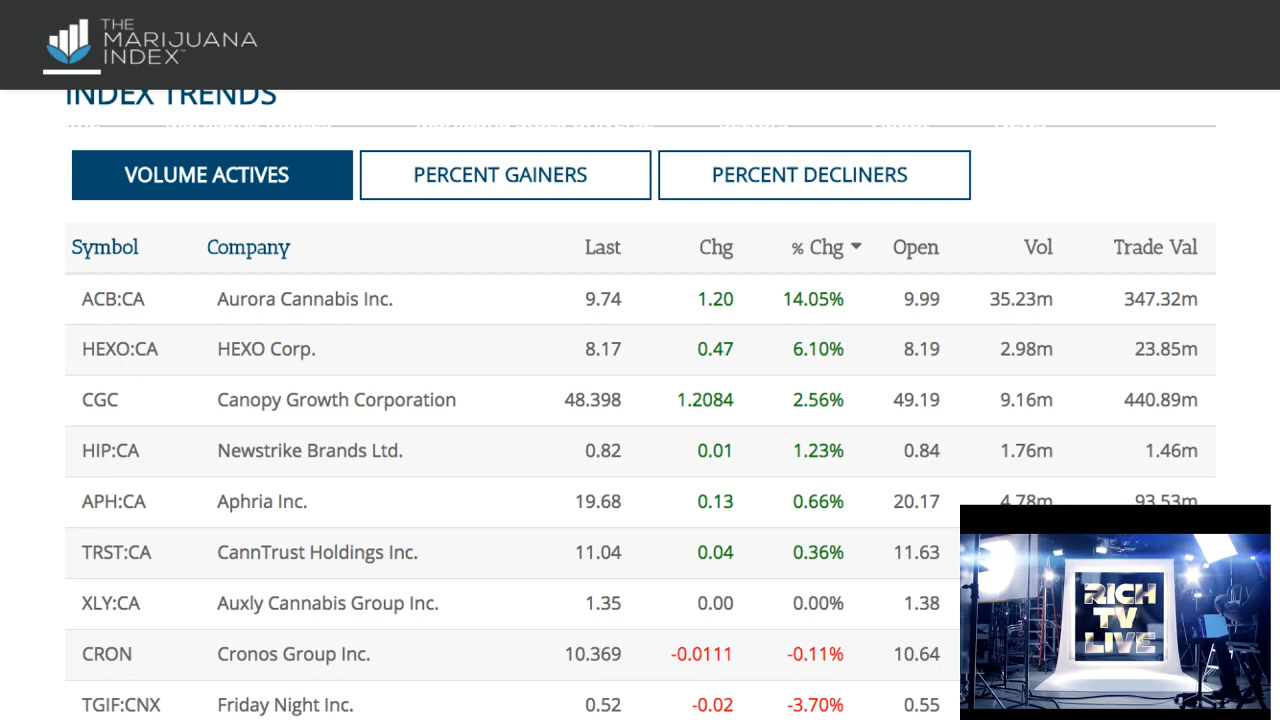 THE
MARIJUANA
INDEX™
INDEX TRENDS
VOLUME ACTIVES PERCENT GAINERS PERCENT DECLINERS
Symbol Company Last Chg % Chg Open Vol Trade Val
ACB:CA Aurora Cannabis Inc. 9.74 1.20 14.05% 9.99 35.23m 347.32m
HEXO:CA HEXO Corp. 8.17 0.47 6.10% 8.19 2.98m 23.85m
CGC Canopy Growth Corporation 48.398 1.2084 2.56% 49.19 9.16m 440.89m
HIP:CA Newstrike Brands Ltd. 0.82 0.01 1.23% 0.84 1.76m 1.46m
APH:CA Aphria Inc. 19.68 0.13 0.66% 20.17 4.78m 93.53m
TRST:CA CannTrust Holdings Inc. 11.04 0.04 0.36% 11.63
XLY:CA Auxly Cannabis Group Inc. 1.35 0.00 0.00% 1.38
CRON Cronos Group Inc. 10.369 -0.0111 -0.11% 10.64
TGIF:CNX Friday Night Inc. 0.52 -0.02 -3.70% 0.55
RICH
TV
LIVE